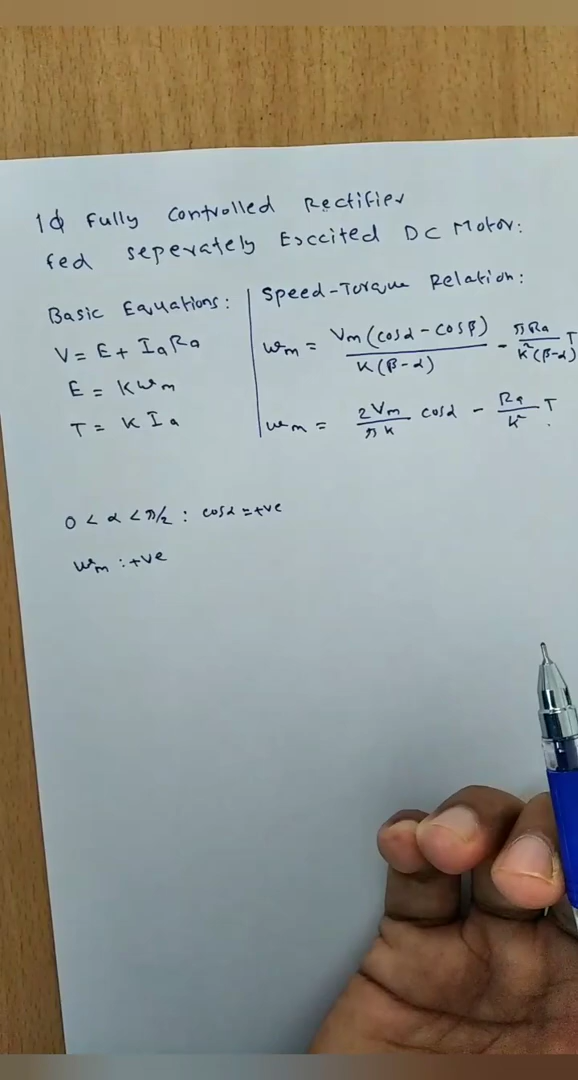 1ϕ Fully Controlled Rectifier
fed seperately Exccited DC Motor:
Basic Equations:
V = E + IaRa
E = Kωm
T = K Ia
Speed-Torque Relation:
ωm = Vm (cosα - cosβ) / K(β-α) - πRa / K²(β-α) T
ωm = 2Vm / πK cosα - Ra / K² T
0 < α < π/2 : cosα = +ve
ωm : +ve